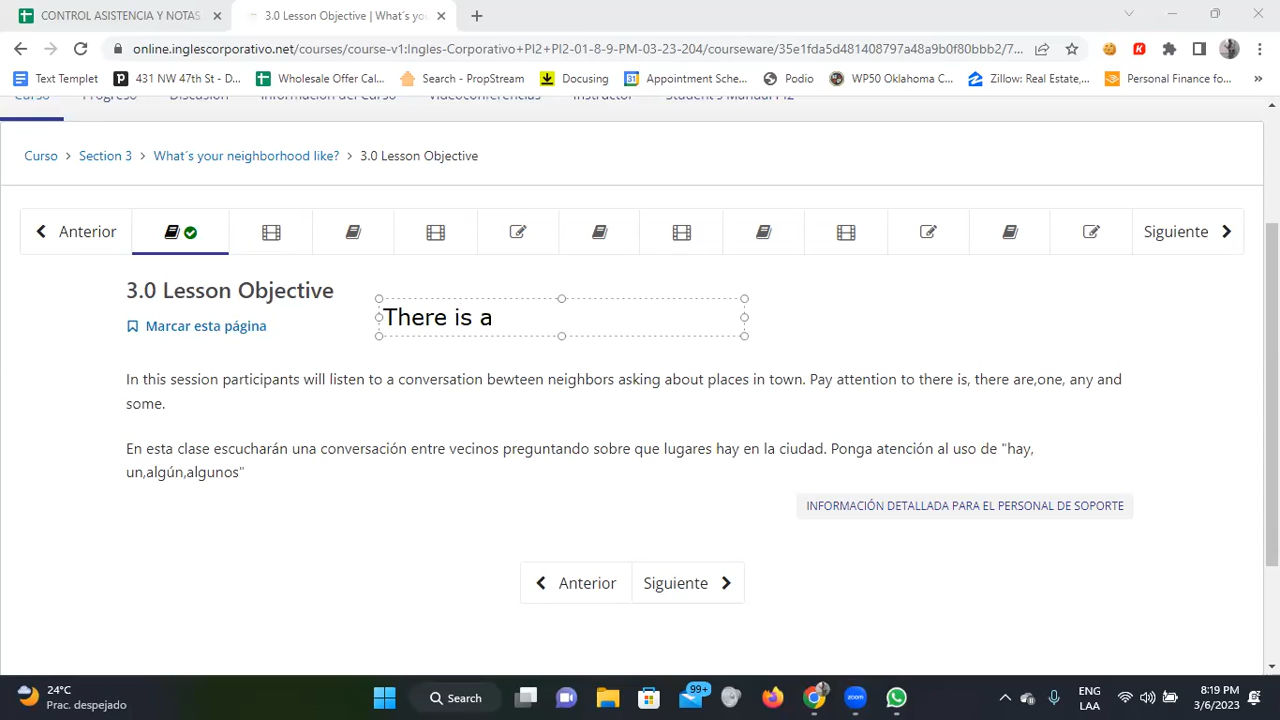 CONTROL ASISTENCIA Y NOTAS
3.0 Lesson Objective | What´s you
online.inglescorporativo.net/courses/course-v1:Ingles-Corporativo+PI2+PI2-01-8-9-PM-03-23-204/courseware/35e1fda5d481408797a48a9b0f80bbb2/7...
Text Templet
431 NW 47th St - D...
Wholesale Offer Cal...
Search - PropStream
Docusing
Appointment Sche...
Podio
WP50 Oklahoma C...
Zillow: Real Estate,...
Personal Finance fo...
»
Curso Progreso Discusión Información del Curso Videoconferencias Instructor Student's Manual PI2
Curso > Section 3 > What´s your neighborhood like? > 3.0 Lesson Objective
Anterior
Siguiente
3.0 Lesson Objective
There is a
Marcar esta página
In this session participants will listen to a conversation bewteen neighbors asking about places in town. Pay attention to there is, there are,one, any and
some.
En esta clase escucharán una conversación entre vecinos preguntando sobre que lugares hay en la ciudad. Ponga atención al uso de "hay,
un,algún,algunos"
INFORMACIÓN DETALLADA PARA EL PERSONAL DE SOPORTE
Anterior
Siguiente
24°C
Prac. despejado
Search
99+
zoom
ENG
LAA
8:19 PM
3/6/2023